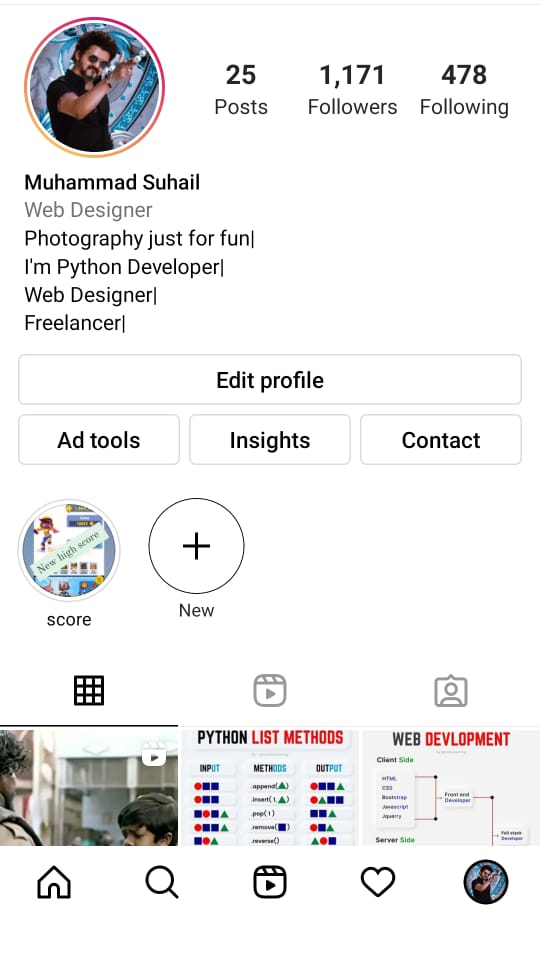 25
1,171
478
Posts
Followers
Following
Muhammad Suhail
Web Designer
Photography just for fun|
I'm Python Developer|
Web Designer|
Freelancer|
Edit profile
Ad tools
Insights
Contact
New high score
score
New
PYTHON LIST METHODS
INPUT
METHODS
OUTPUT
.append(▲)
.insert(1,▲)
.pop(1)
.remove(■)
.reverse()
WEB DEVLOPMENT
Client Side
HTML
CSS
Bootstrap
Javascript
Jquerry
Front end
Developer
Full stack
Developer
Server Side